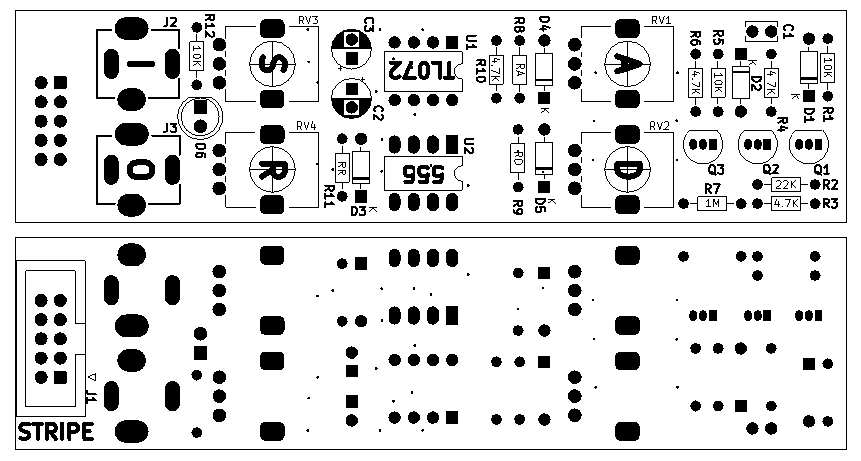 J2
R12
10K
RV3
S
C3
TL072
U1
R10
4.7K
R8
RA
D4
K
RV1
A
R6
4.7K
R5
10K
K
D2
4.7K
R4
C1
D1
K
10K
R1
C2
J3
O
D6
RV4
R
RR
R11
D3
K
555
U2
RD
R9
D5
K
RV2
D
Q3
Q2
Q1
R7
1M
22K
R2
4.7K
R3
J1
STRIPE